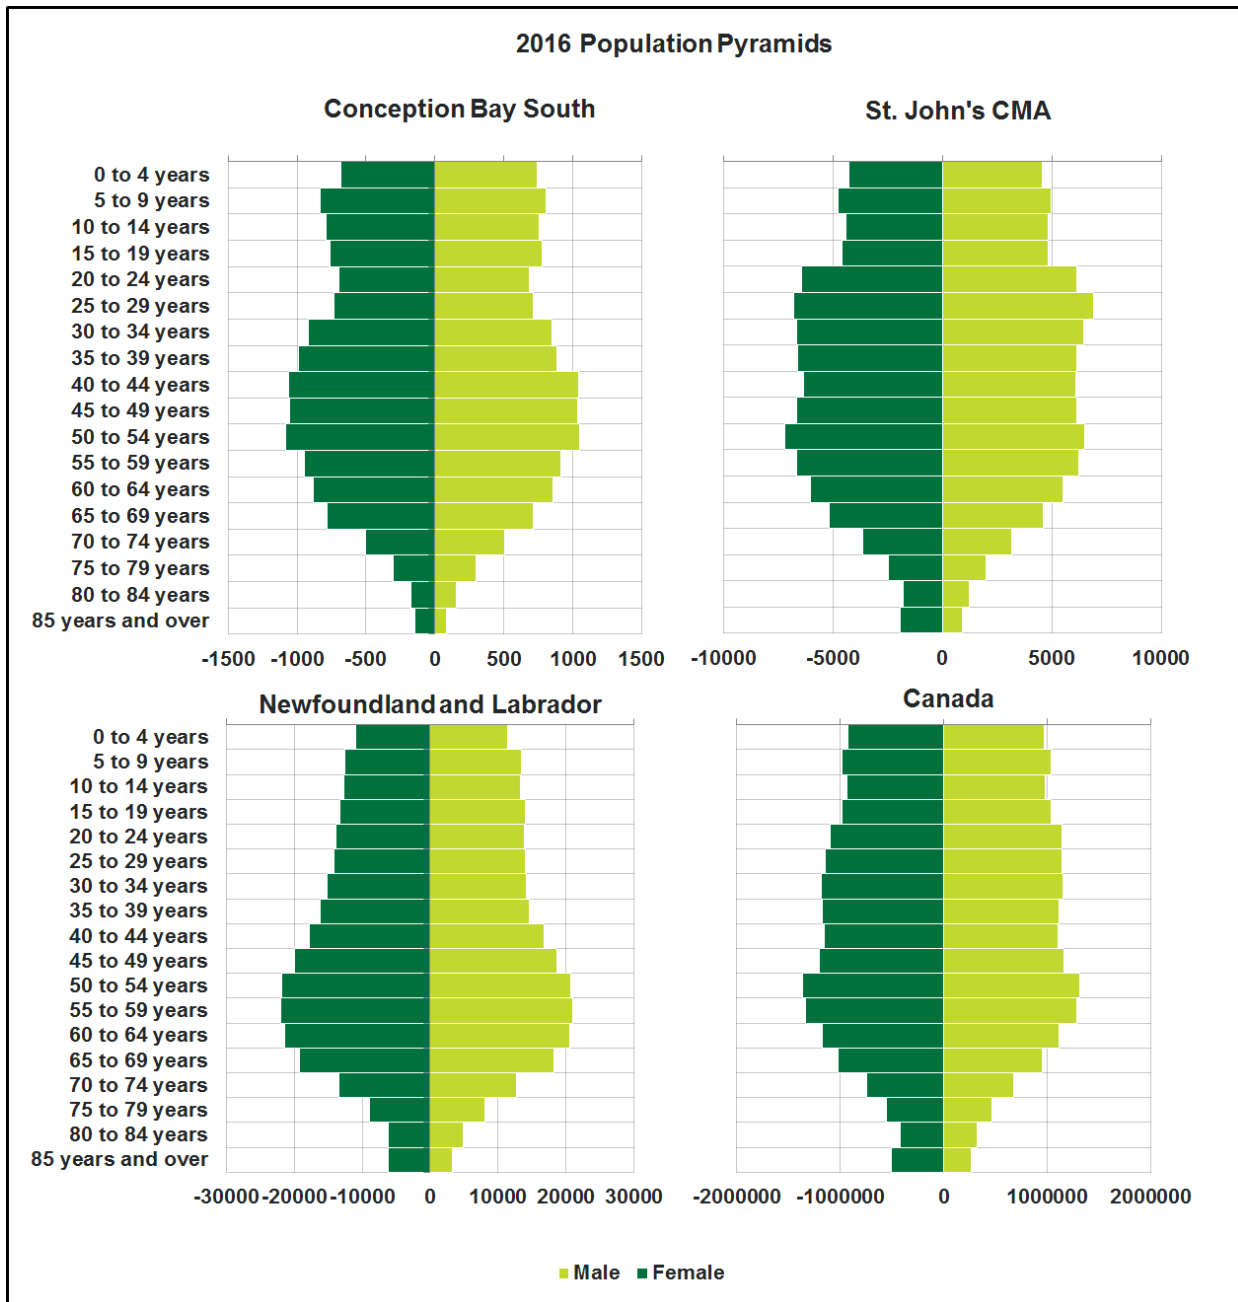 2016 Population Pyramids
Conception Bay South
St. John's CMA
0 to 4 years
5 to 9 years
10 to 14 years
15 to 19 years
20 to 24 years
25 to 29 years
30 to 34 years
35 to 39 years
40 to 44 years
45 to 49 years
50 to 54 years
55 to 59 years
60 to 64 years
65 to 69 years
70 to 74 years
75 to 79 years
80 to 84 years
85 years and over
-1500 -1000 -500 0 500 1000 1500
-10000 -5000 0 5000 10000
Newfoundland and Labrador
Canada
0 to 4 years
5 to 9 years
10 to 14 years
15 to 19 years
20 to 24 years
25 to 29 years
30 to 34 years
35 to 39 years
40 to 44 years
45 to 49 years
50 to 54 years
55 to 59 years
60 to 64 years
65 to 69 years
70 to 74 years
75 to 79 years
80 to 84 years
85 years and over
-30000 -20000 -10000 0 10000 20000 30000
-2000000 -1000000 0 1000000 2000000
Male Female